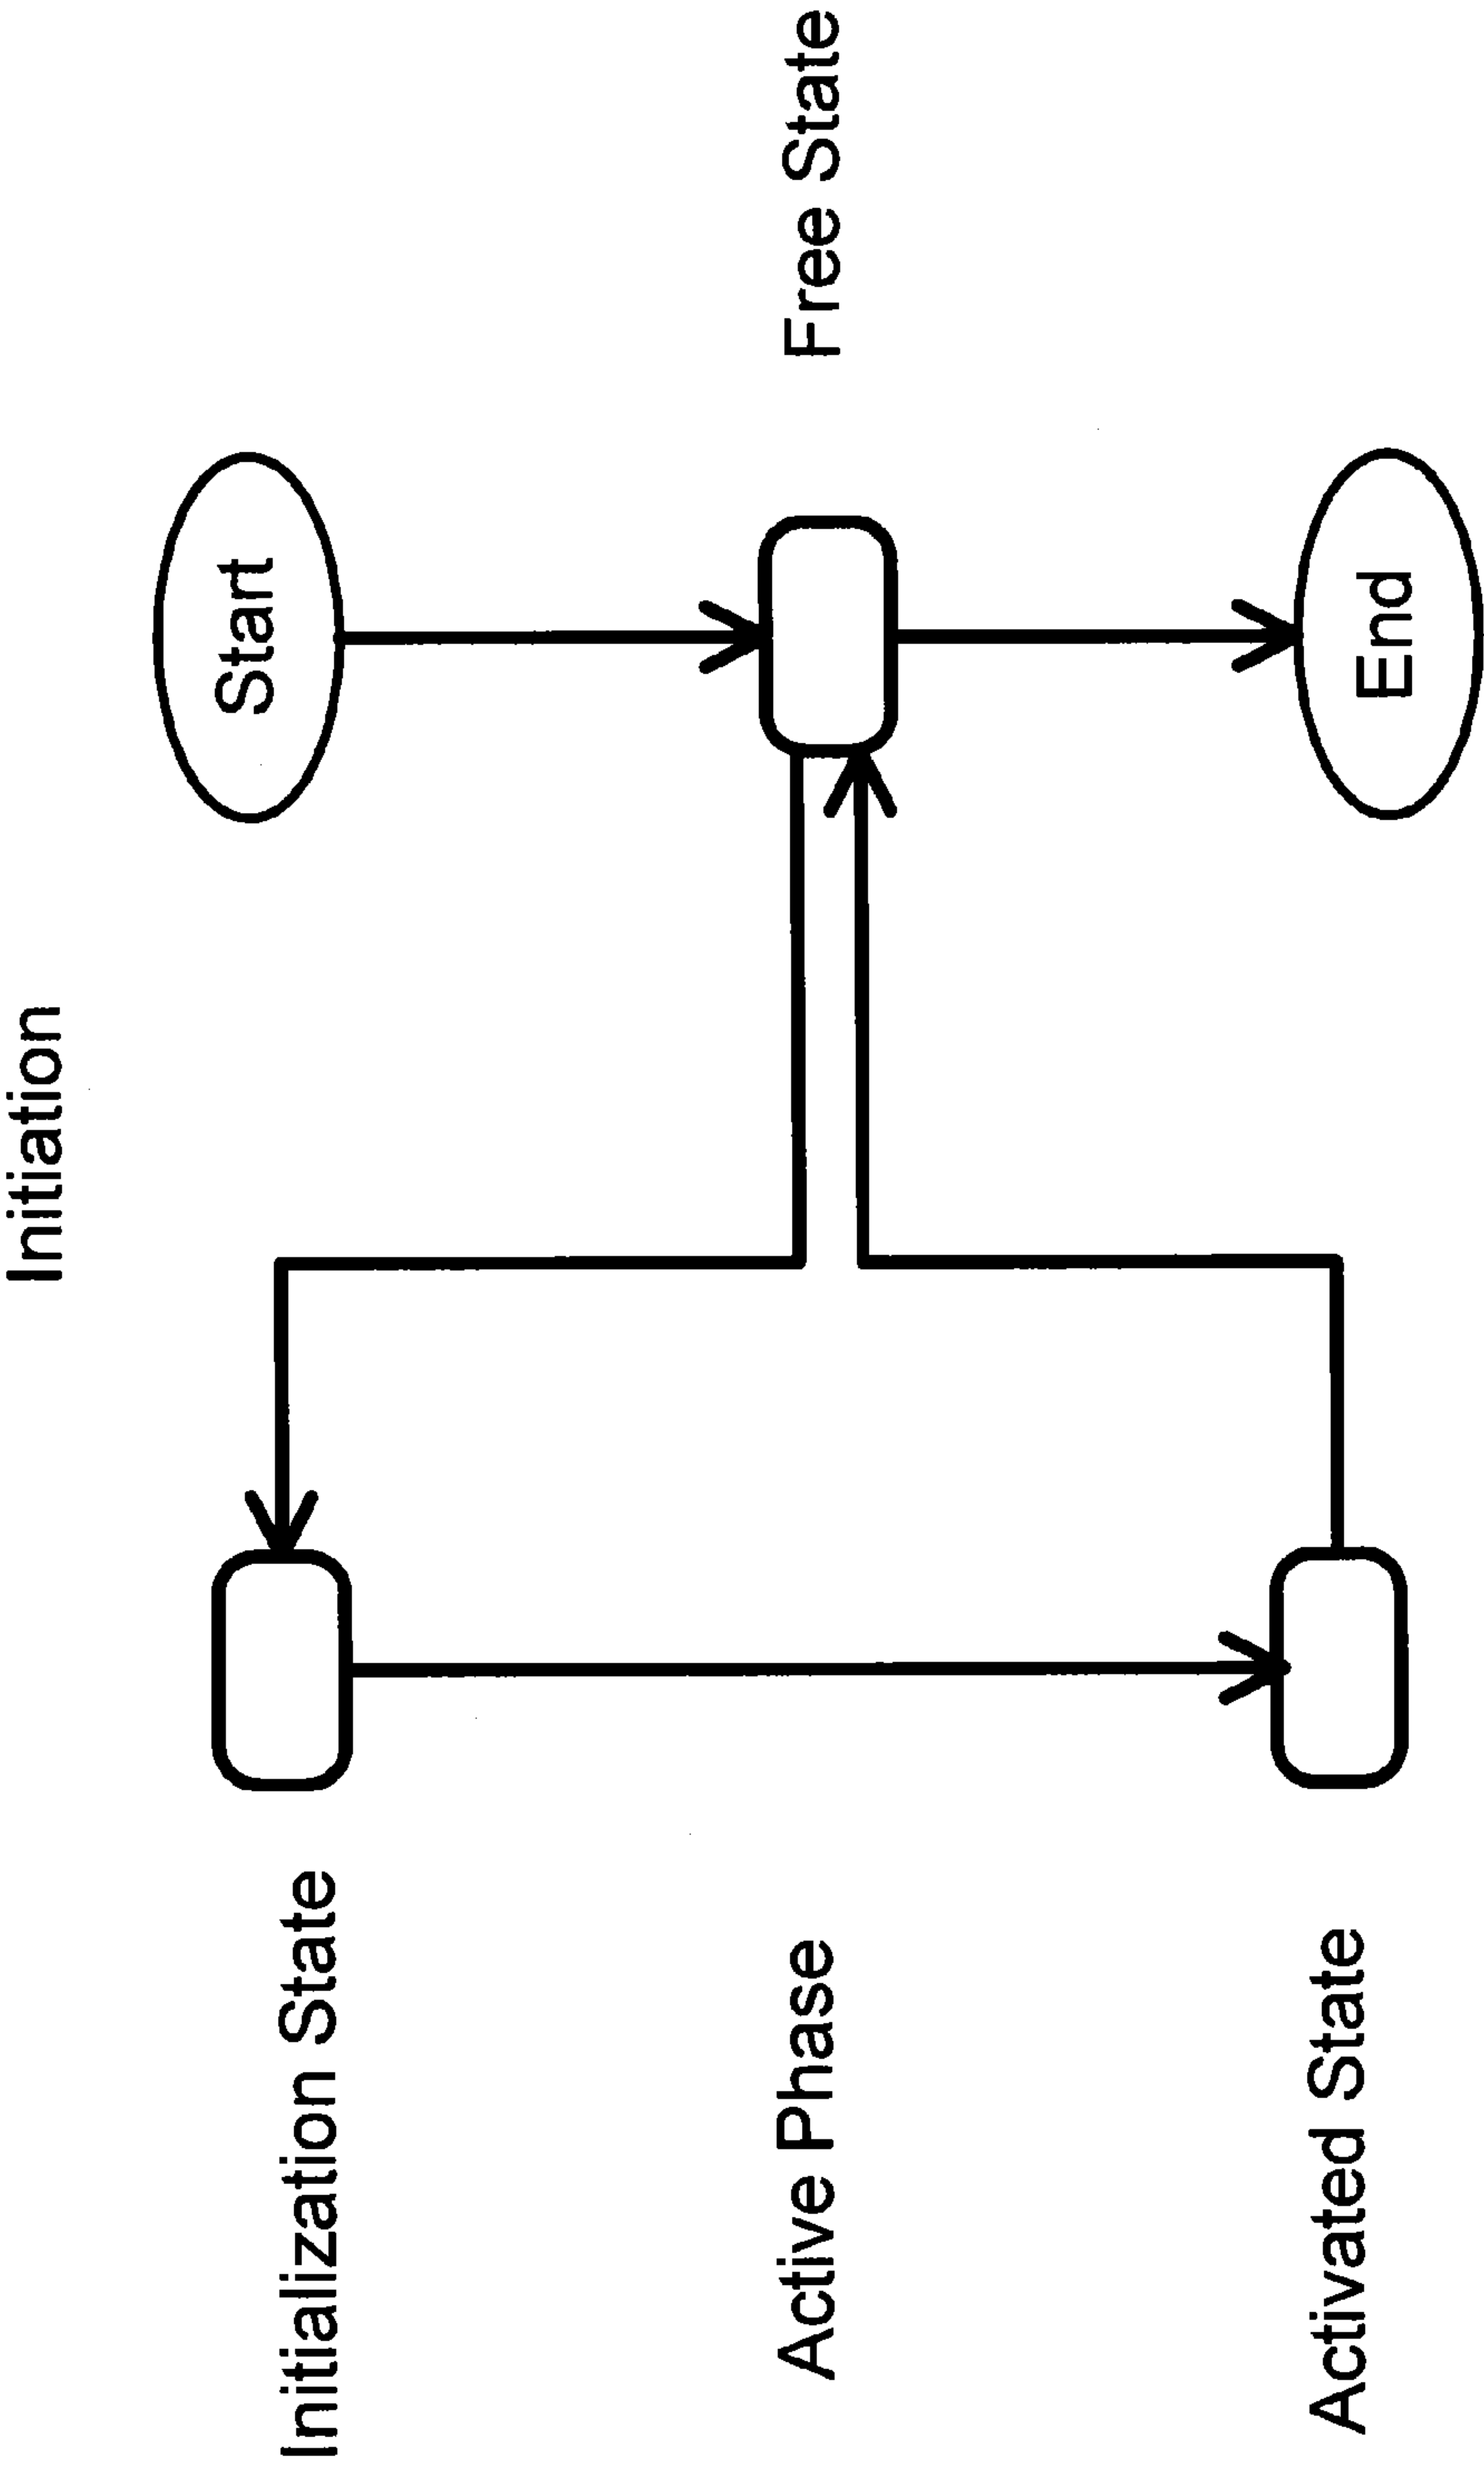 Initiation
Initialization State
Start
Active Phase
Free State
Activated State
End